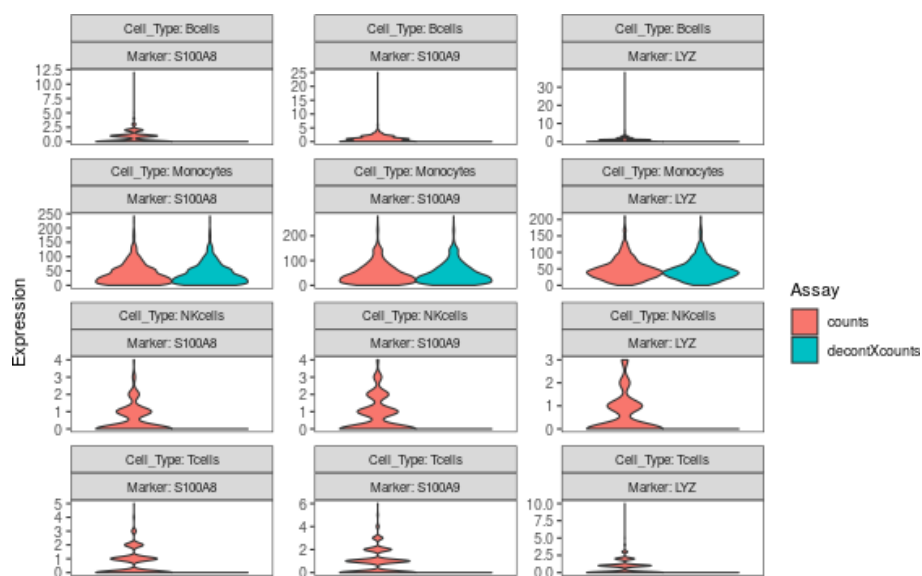 Cell_Type: Bcells
Marker: S100A8
12.5
10.0
7.5
5.0
2.5
0.0
Cell_Type: Bcells
Marker: S100A9
25
20
15
10
5
0
Cell_Type: Bcells
Marker: LYZ
30
20
10
0
Cell_Type: Monocytes
Marker: S100A8
250
200
150
100
50
0
Cell_Type: Monocytes
Marker: S100A9
200
100
0
Cell_Type: Monocytes
Marker: LYZ
200
150
100
50
0
Expression
Cell_Type: NKcells
Marker: S100A8
4
3
2
1
0
Cell_Type: NKcells
Marker: S100A9
4
3
2
1
0
Cell_Type: NKcells
Marker: LYZ
3
2
1
0
Cell_Type: Tcells
Marker: S100A8
5
4
3
2
1
0
Cell_Type: Tcells
Marker: S100A9
6
4
2
0
Cell_Type: Tcells
Marker: LYZ
10.0
7.5
5.0
2.5
0.0
Assay
counts
decontXcounts